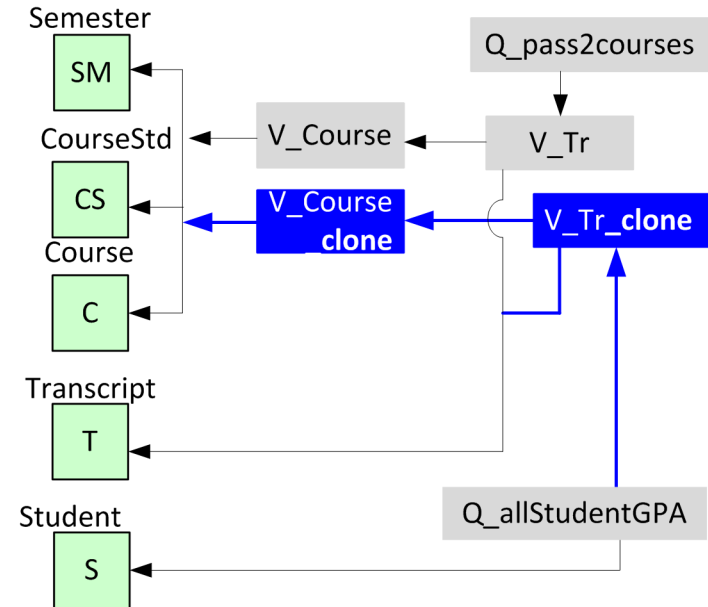 Semester
SM
Q_pass2courses
CourseStd
V_Course
V_Tr
CS
V_Course
_clone
V_Tr_clone
Course
C
Transcript
T
Q_allStudentGPA
Student
S